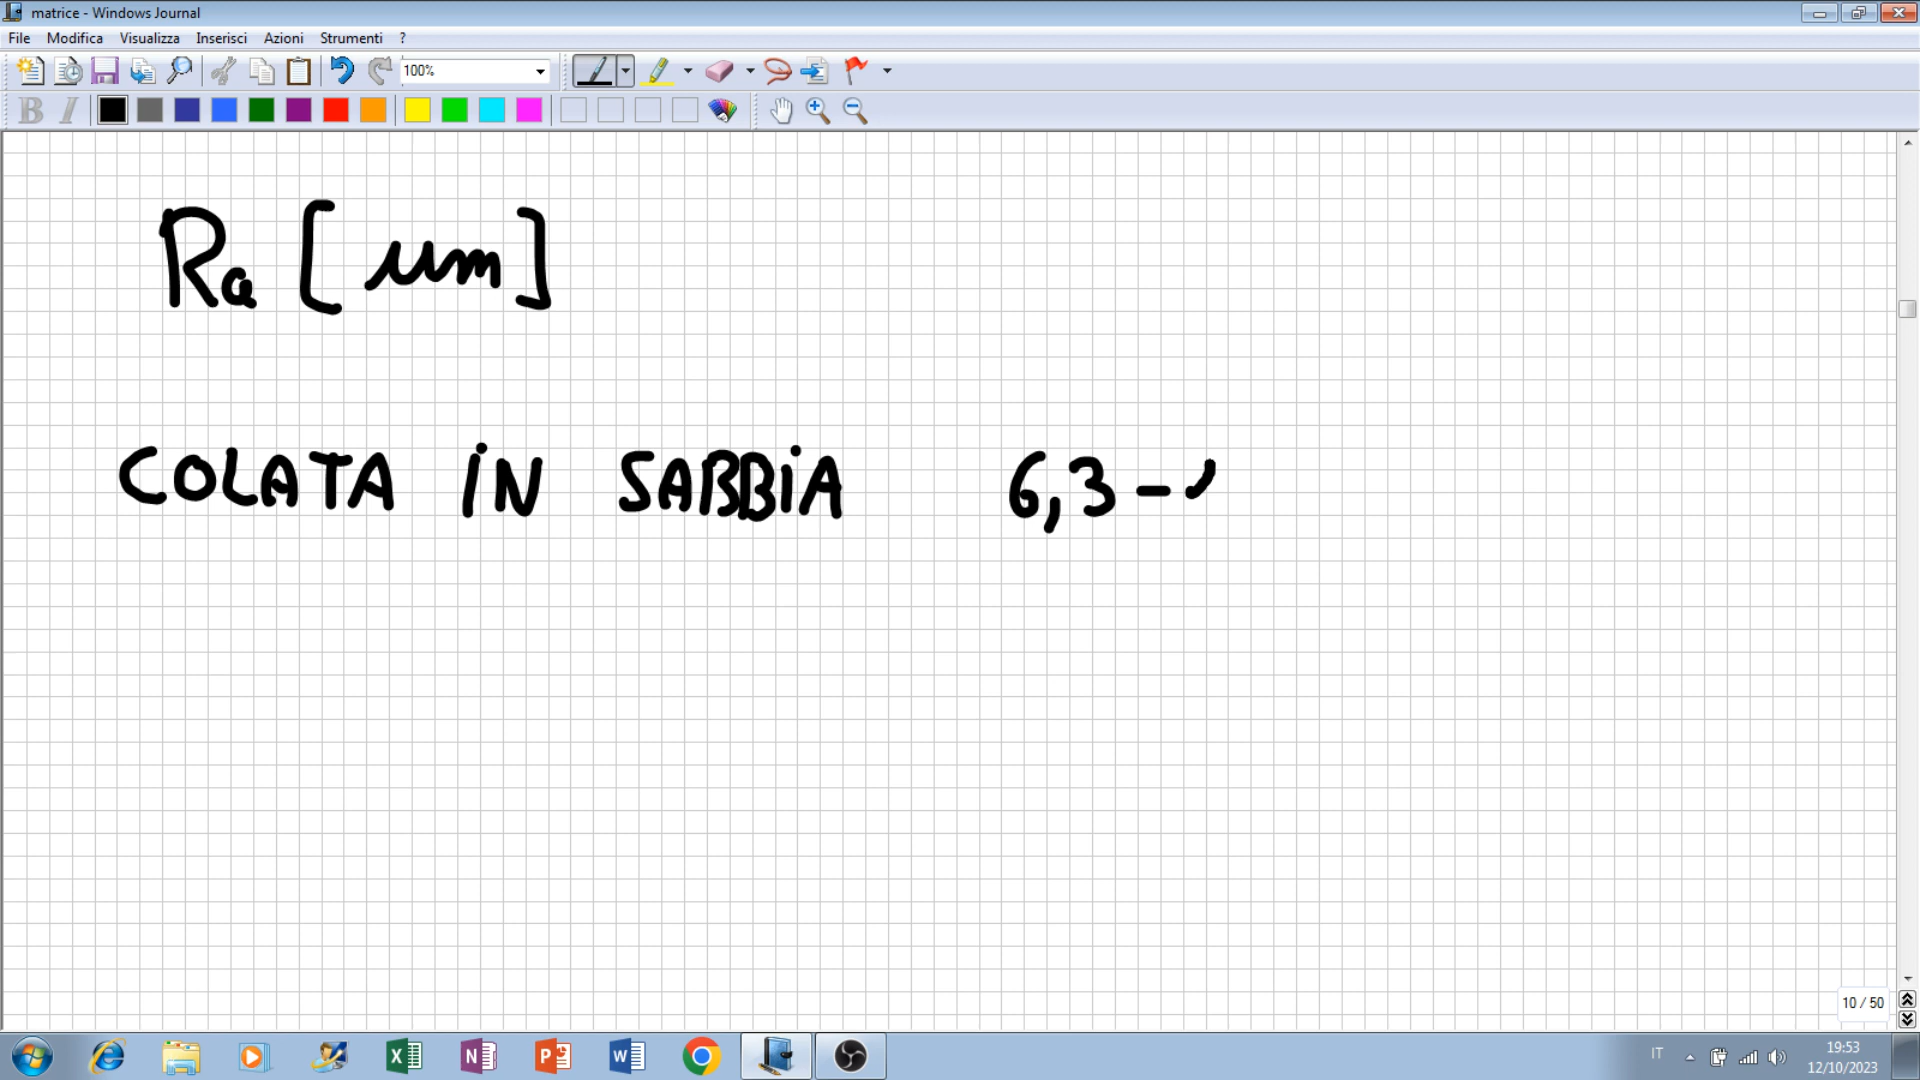 matrice - Windows Journal
File Modifica Visualizza Inserisci Azioni Strumenti ?
100%
B I
Ra [μm]
COLATA IN SABBIA 6,3 -
10 / 50
IT
19:53
12/10/2023